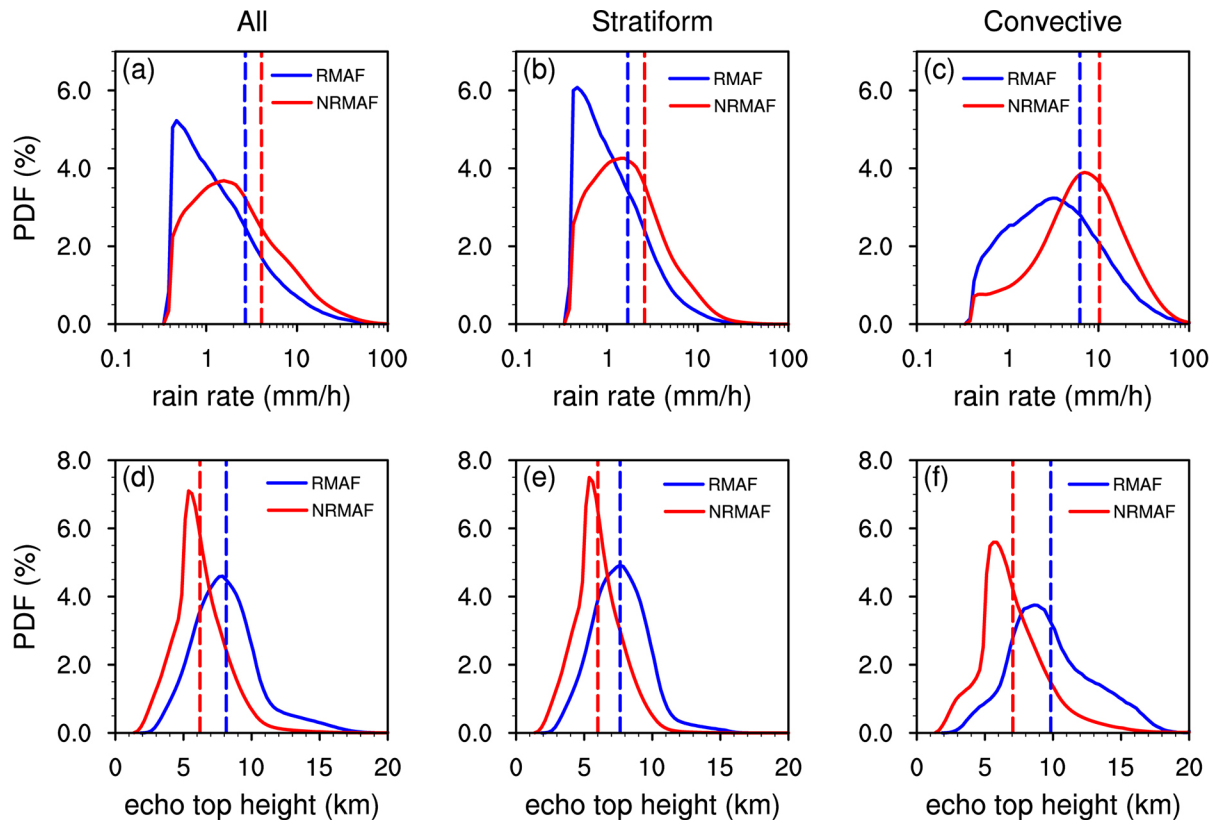 All Stratiform Convective
(a) (b) (c)
RMAF RMAF RMAF
NRMAF NRMAF NRMAF
PDF (%)
6.0 6.0 6.0
4.0 4.0 4.0
2.0 2.0 2.0
0.0 0.0 0.0
0.1 1 10 100 0.1 1 10 100 0.1 1 10 100
rain rate (mm/h) rain rate (mm/h) rain rate (mm/h)
8.0 8.0 8.0
(d) (e) (f)
RMAF RMAF RMAF
NRMAF NRMAF NRMAF
PDF (%)
6.0 6.0 6.0
4.0 4.0 4.0
2.0 2.0 2.0
0.0 0.0 0.0
0 5 10 15 20 0 5 10 15 20 0 5 10 15 20
echo top height (km) echo top height (km) echo top height (km)